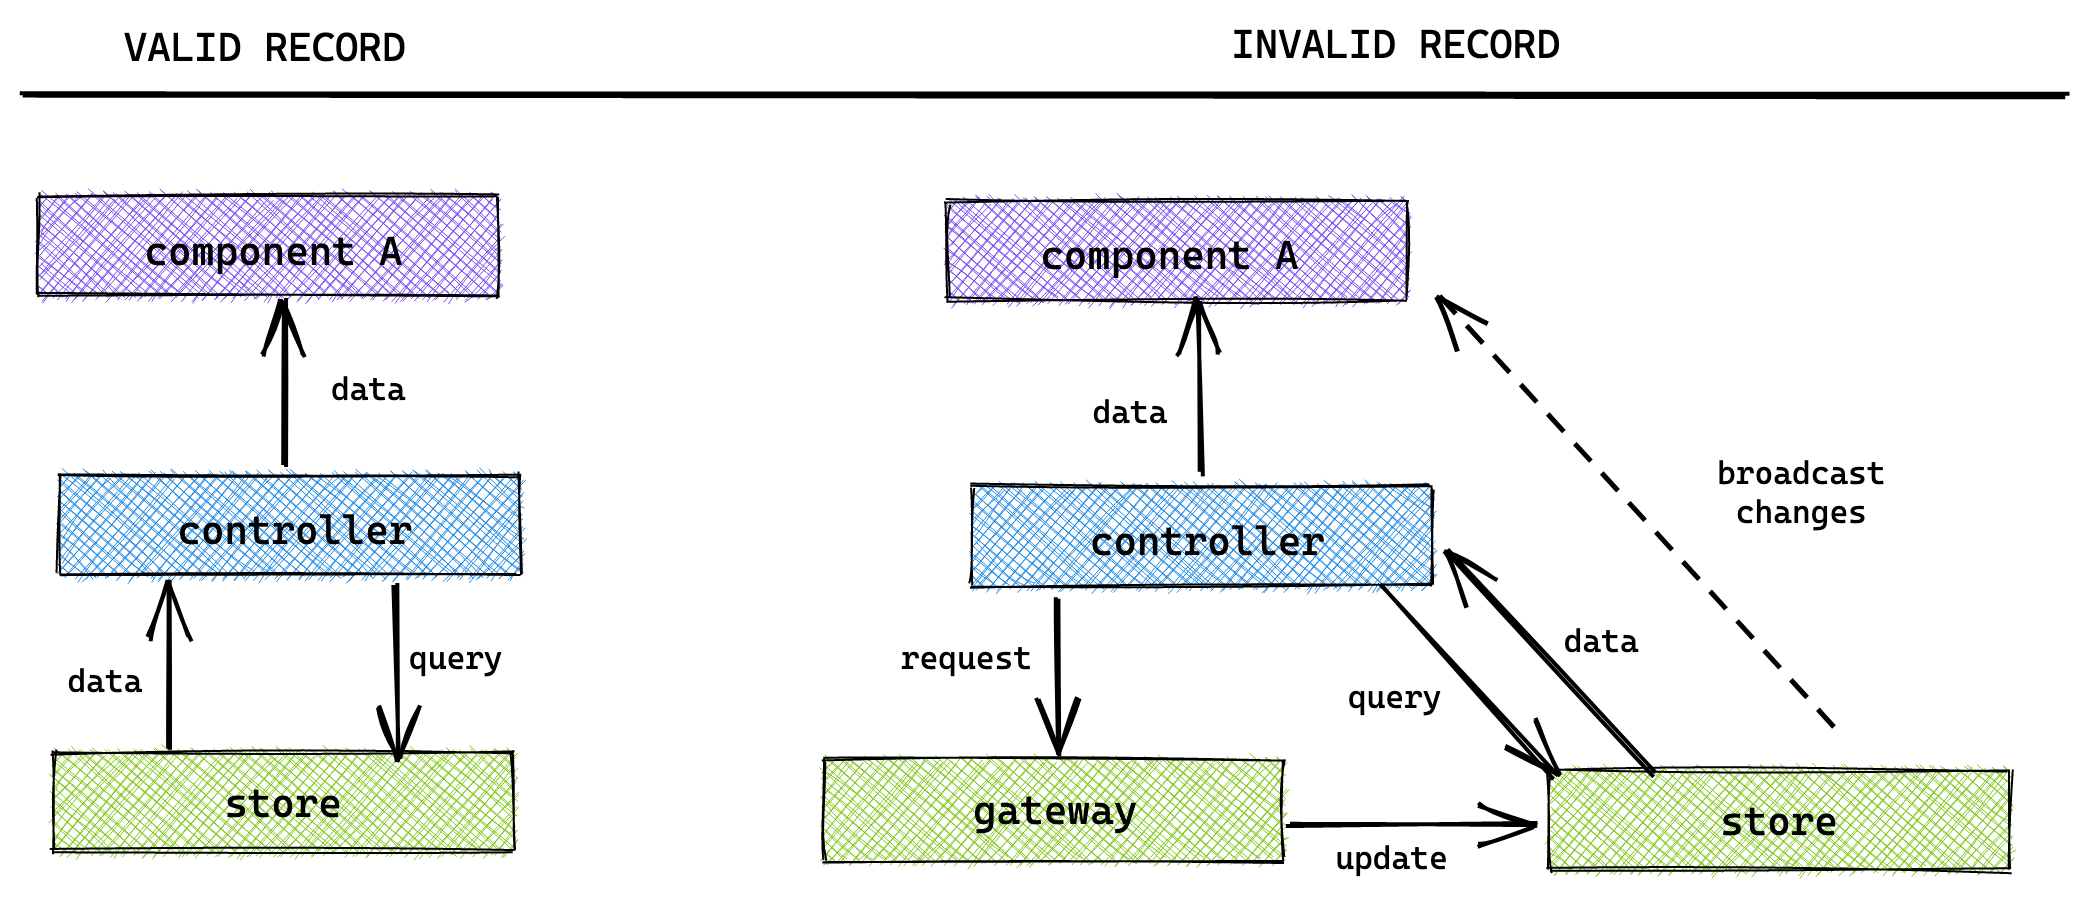 VALID RECORD
INVALID RECORD
component A
data
controller
data
query
store
component A
data
broadcast
changes
controller
request
query
data
gateway
update
store